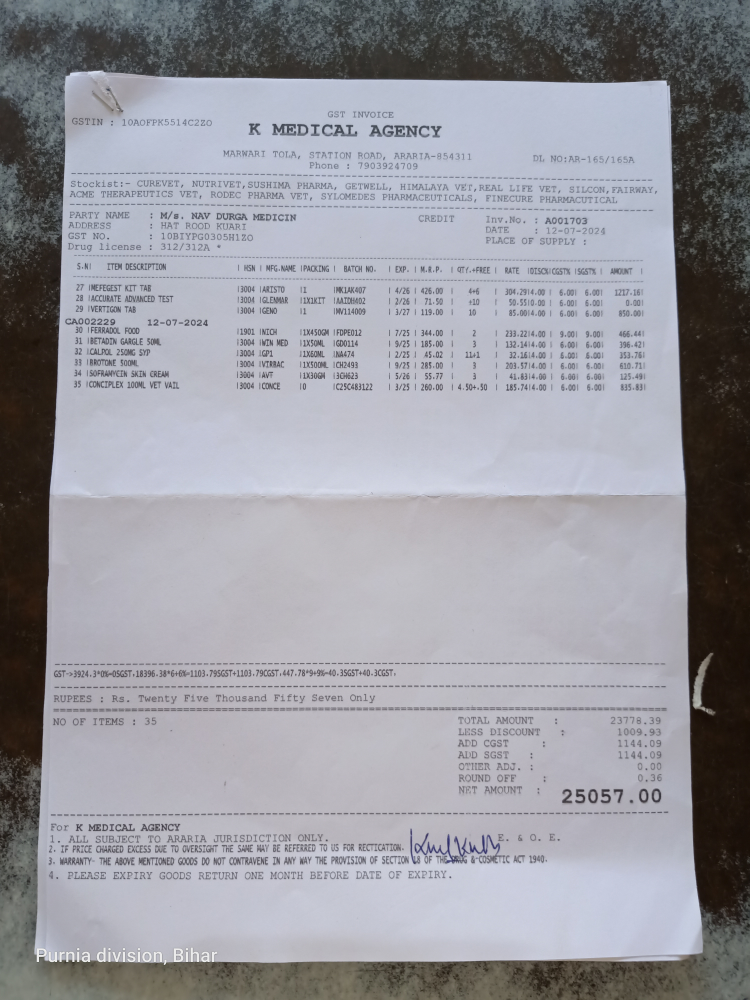 GST INVOICE
GSTIN : 10AOFPK5514C2ZO
K MEDICAL AGENCY
MARWARI TOLA, STATION ROAD, ARARIA-854311
DL NO:AR-165/165A
Phone : 7903924709
Stockist:- CUREVET, NUTRIVET,SUSHIMA PHARMA, GETWELL, HIMALAYA VET,REAL LIFE VET, SILCON,FAIRWAY,
ACME THERAPEUTICS VET, RODEC PHARMA VET, SYLOMEDES PHARMACEUTICALS, FINECURE PHARMACUTICAL
PARTY NAME : M/s. NAV DURGA MEDICIN CREDIT Inv.No. : A001703
ADDRESS : HAT ROOD KUARI DATE : 12-07-2024
GST NO. : 10BIYPG0305H1ZO PLACE OF SUPPLY :
Drug license : 312/312A *
S.N| ITEM DESCRIPTION | HSN | MFG.NAME |PACKING | BATCH NO. | EXP. | M.R.P. | QTY.+FREE | RATE |DISC%|CGST% |SGST%| AMOUNT |
27 |MEFEGEST KIT TAB |3004 |ARISTO |1 |MK1AK407 | 4/26 | 426.00 | 4+6 | 304.29|4.00 | 6.00| 6.00| 1217.16|
28 |ACCURATE ADVANCED TEST |3004 |GLENMAR |1X1KIT |AAIDH402 | 2/26 | 71.50 | +10 | 50.55|0.00 | 6.00| 6.00| 0.00|
29 |VERTIGON TAB |3004 |GENO |1 |MV114009 | 3/27 | 119.00 | 10 | 85.00|4.00 | 6.00| 6.00| 850.00|
CA002229 12-07-2024
30 |FERRADOL FOOD |1901 |NICH |1X450GM |FDPE012 | 7/25 | 344.00 | 2 | 233.22|4.00 | 9.00| 9.00| 466.44|
31 |BETADIN GARGLE 50ML |3004 |WIN MED |1X50ML |GD0114 | 9/25 | 185.00 | 3 | 132.14|4.00 | 6.00| 6.00| 396.42|
32 |CALPOL 250MG SYP |3004 |GP1 |1X60ML |NA474 | 2/25 | 45.02 | 11+1 | 32.16|4.00 | 6.00| 6.00| 353.76|
33 |BROTONE 500ML |3004 |VIRBAC |1X500ML |CH2493 | 9/25 | 285.00 | 3 | 203.57|4.00 | 6.00| 6.00| 610.71|
34 |SOFRAMYCIN SKIN CREAM |3004 |AVT |1X30GM |3CH623 | 5/26 | 55.77 | 3 | 41.83|4.00 | 6.00| 6.00| 125.49|
35 |CONCIPLEX 100ML VET VAIL |3004 |CONCE |0 |C25C483122 | 3/25 | 260.00 | 4.50+.50 | 185.74|4.00 | 6.00| 6.00| 835.83|
GST->3924.3*0%=0SGST,18396.38*6+6%=1103.79SGST+1103.79CGST,447.78*9+9%=40.3SGST+40.3CGST,
RUPEES : Rs. Twenty Five Thousand Fifty Seven Only
NO OF ITEMS : 35
TOTAL AMOUNT : 23778.39
LESS DISCOUNT : 1009.93
ADD CGST : 1144.09
ADD SGST : 1144.09
OTHER ADJ. : 0.00
ROUND OFF : 0.36
NET AMOUNT : 25057.00
For K MEDICAL AGENCY
1. ALL SUBJECT TO ARARIA JURISDICTION ONLY. E. & O. E.
2. IF PRICE CHARGED EXCESS DUE TO OVERSIGHT THE SAME MAY BE REFERRED TO US FOR RECTICATION.
3. WARRANTY- THE ABOVE MENTIONED GOODS DO NOT CONTRAVENE IN ANY WAY THE PROVISION OF SECTION 18 OF THE DRUG & COSMETIC ACT 1940.
4. PLEASE EXPIRY GOODS RETURN ONE MONTH BEFORE DATE OF EXPIRY.
Purnia division, Bihar